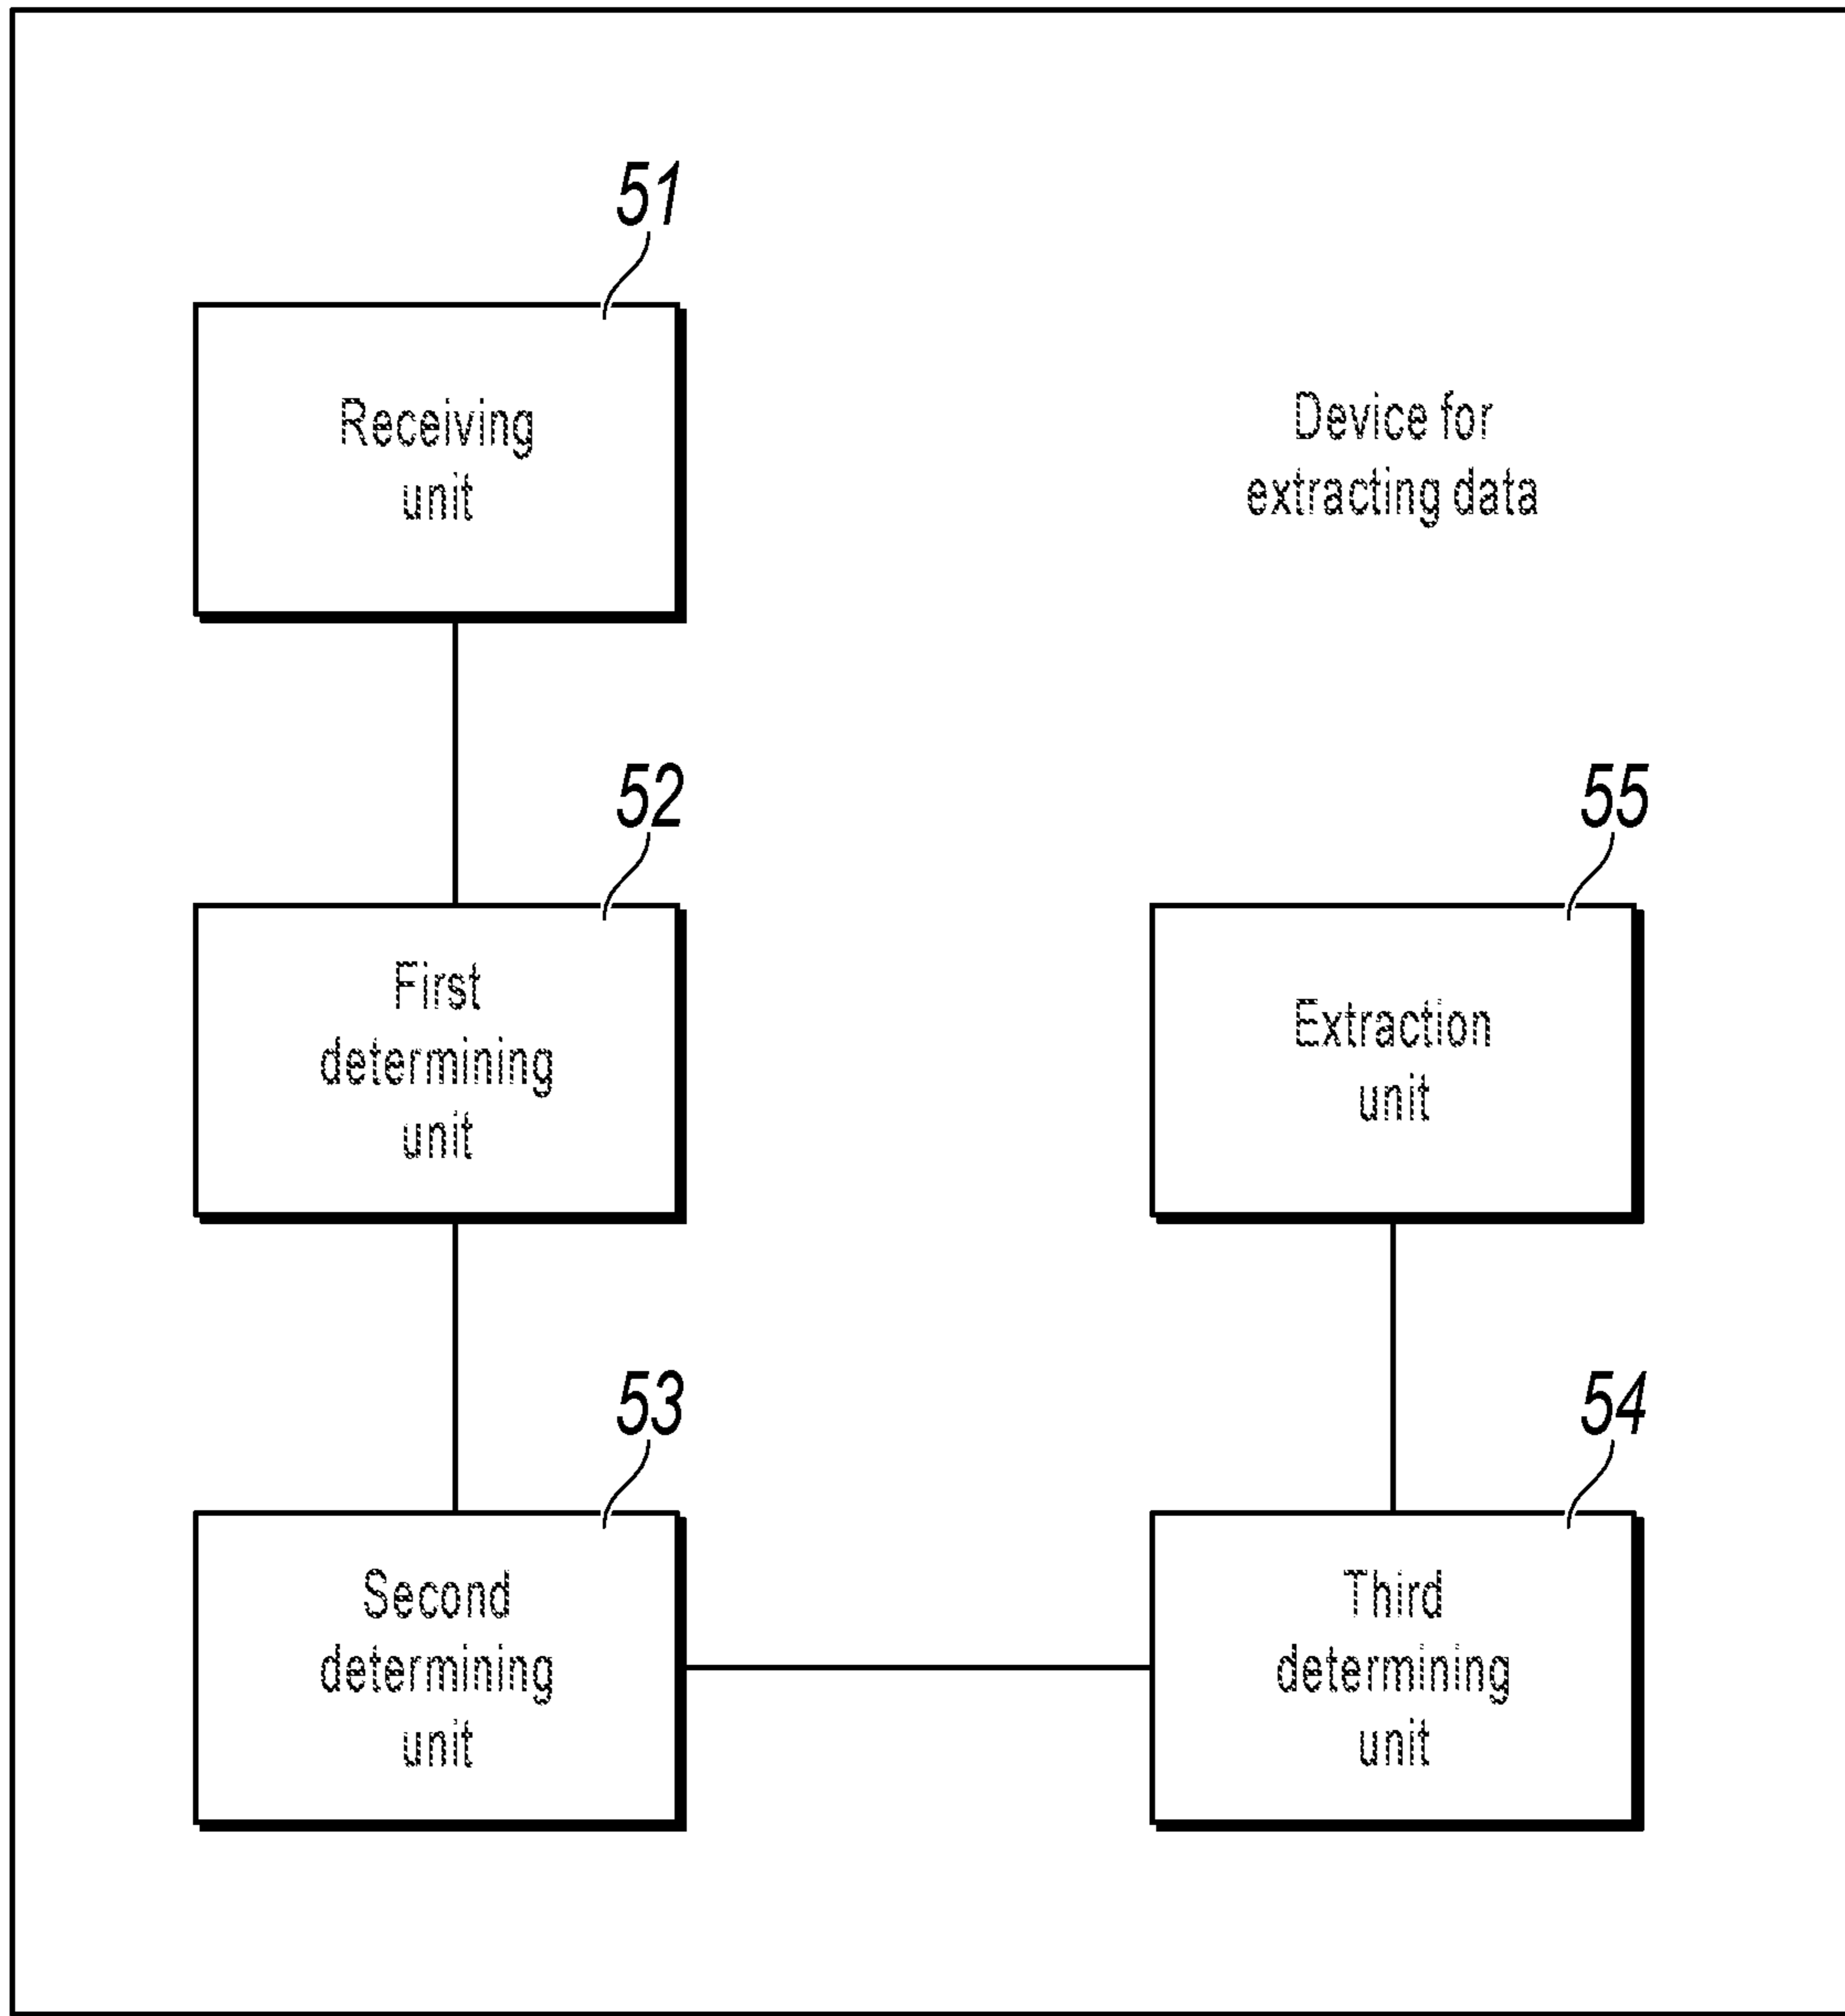 51
Receiving
unit
Device for
extracting data
52
First
determining
unit
55
Extraction
unit
53
Second
determining
unit
54
Third
determining
unit